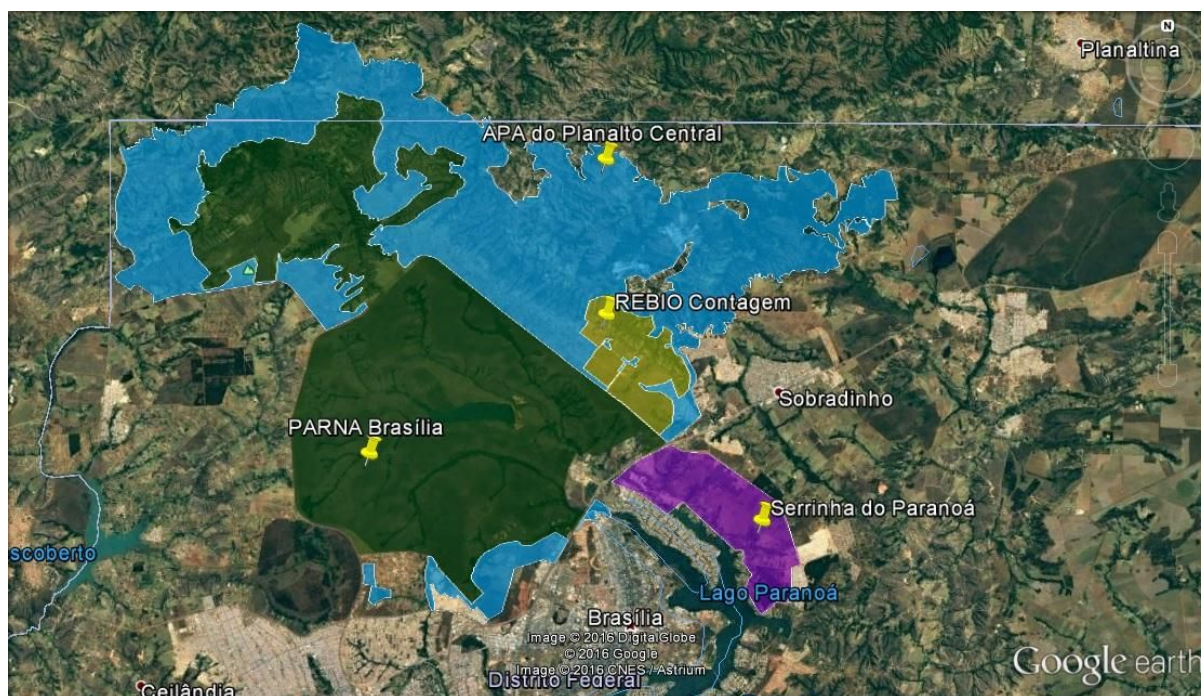 N
Planaltina
APA do Planalto Central
REBIO Contagem
Sobradinho
PARNA Brasília
Serrinha do Paranoá
scoberto
Lago Paranoá
Brasília
Image © 2016 DigitalGlobe
© 2016 Google
Image © 2016 CNES / Astrium
Google earth
Distrito Federal
Ceilândia